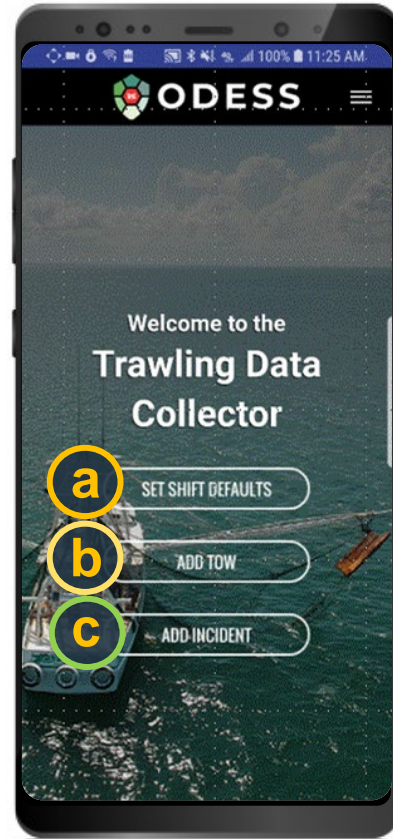 100% 11:25 AM
ODESS
Welcome to the
Trawling Data
Collector
a SET SHIFT DEFAULTS
b ADD TOW
c ADD INCIDENT